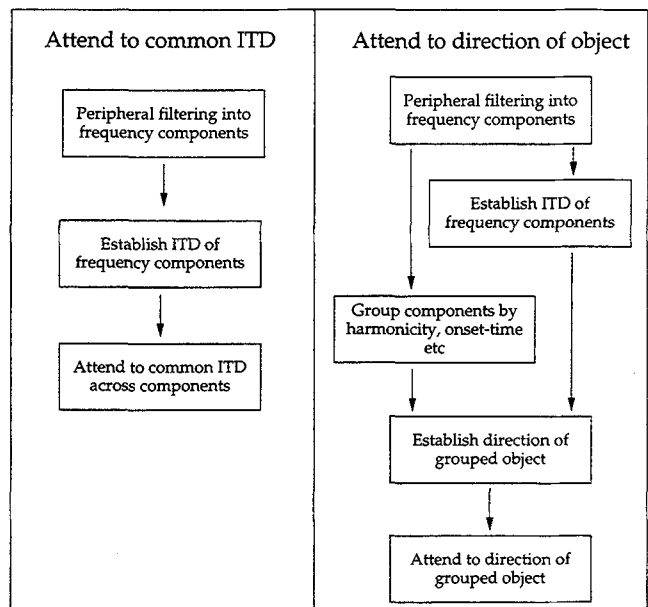 Attend to common ITD
Peripheral filtering into
frequency components
Establish ITD of
frequency components
Attend to common ITD
across components
Attend to direction of object
Peripheral filtering into
frequency components
Establish ITD of
frequency components
Group components by
harmonicity, onset-time
etc
Establish direction of
grouped object
Attend to direction of
grouped object